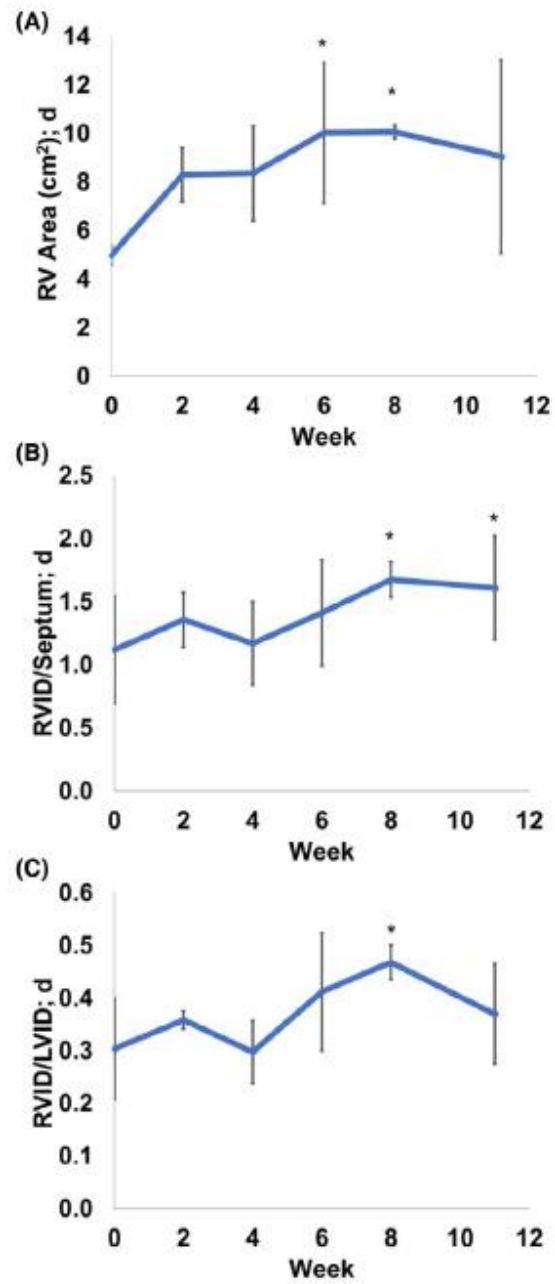 (A)
RV Area (cm²); d
14
12
10
8
6
4
2
0
* *
0 2 4 6 8 10 12
Week
(B)
RVID/Septum; d
2.5
2.0
1.5
1.0
0.5
0.0
* *
0 2 4 6 8 10 12
Week
(C)
RVID/LVID; d
0.6
0.5
0.4
0.3
0.2
0.1
0.0
*
0 2 4 6 8 10 12
Week